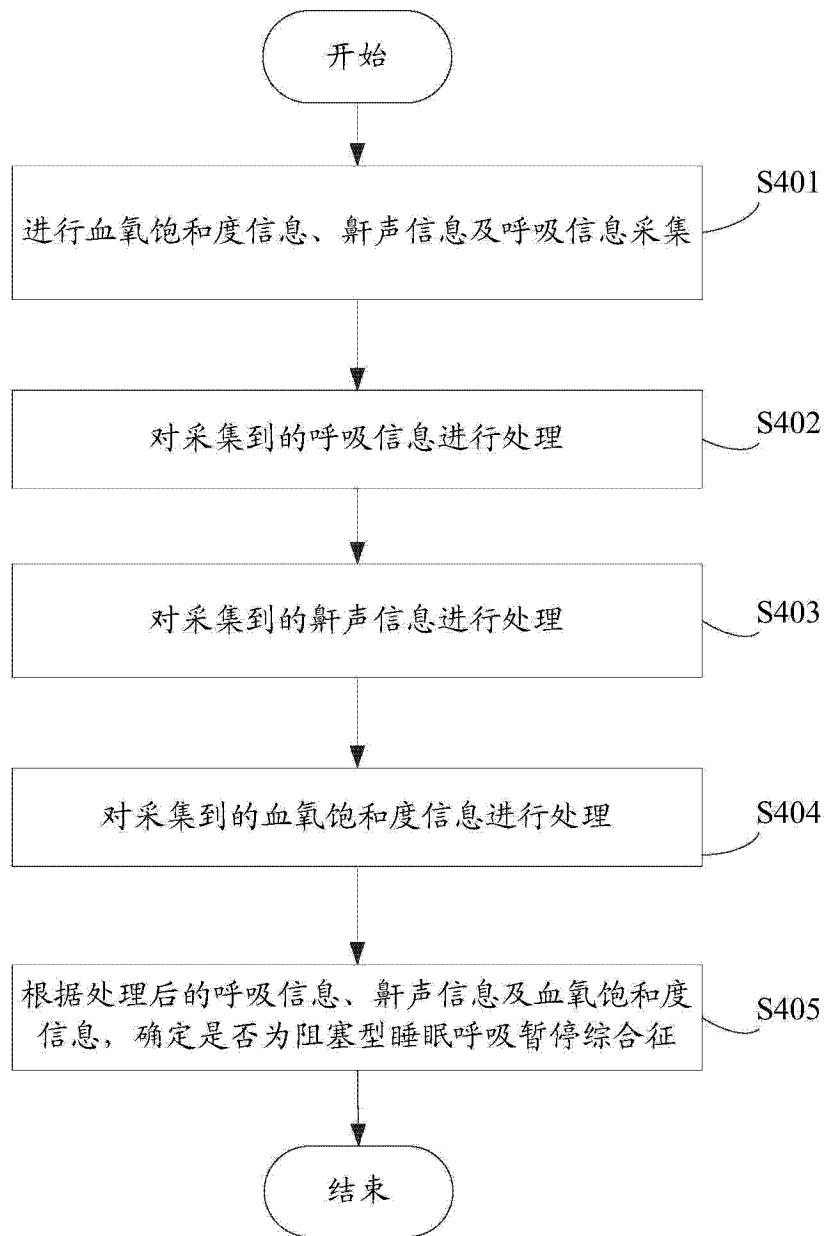 开始
S401
进行血氧饱和度信息、鼾声信息及呼吸信息采集
S402
对采集到的呼吸信息进行处理
S403
对采集到的鼾声信息进行处理
S404
对采集到的血氧饱和度信息进行处理
S405
根据处理后的呼吸信息、鼾声信息及血氧饱和度
信息，确定是否为阻塞型睡眠呼吸暂停综合征
结束